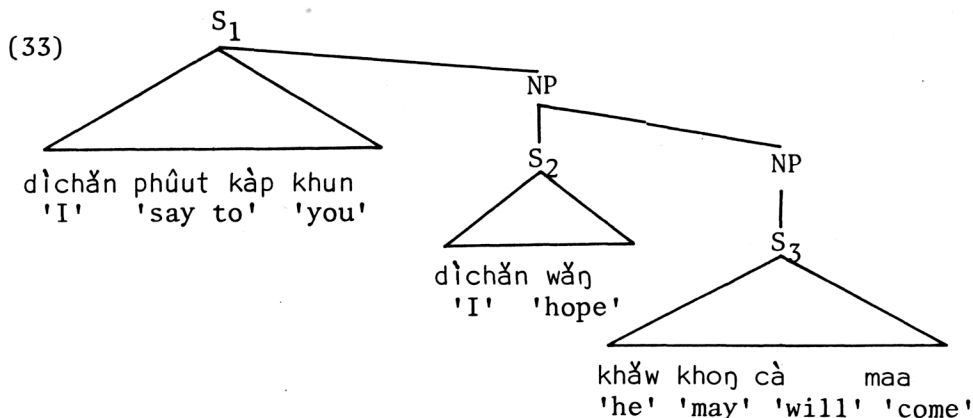 (33)
S1
NP
S2
NP
dìchǎn phûut kàp khun
'I' 'say to' 'you'
S3
dìchǎn wǎŋ
'I' 'hope'
khǎw khoŋ cà maa
'he' 'may' 'will' 'come'